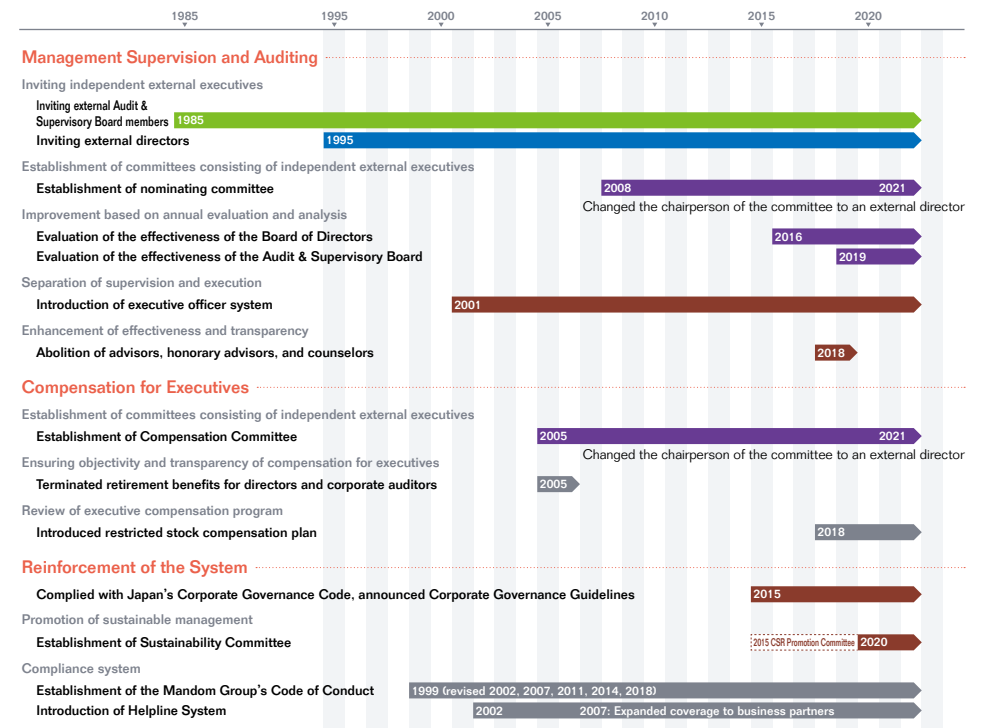 1985 1995 2000 2005 2010 2015 2020
Management Supervision and Auditing
Inviting independent external executives
Inviting external Audit &
Supervisory Board members 1985
Inviting external directors 1995
Establishment of committees consisting of independent external executives
Establishment of nominating committee 2008 2021
Changed the chairperson of the committee to an external director
Improvement based on annual evaluation and analysis
Evaluation of the effectiveness of the Board of Directors 2016
Evaluation of the effectiveness of the Audit & Supervisory Board 2019
Separation of supervision and execution
Introduction of executive officer system 2001
Enhancement of effectiveness and transparency
Abolition of advisors, honorary advisors, and counselors 2018
Compensation for Executives
Establishment of committees consisting of independent external executives
Establishment of Compensation Committee 2005 2021
Changed the chairperson of the committee to an external director
Ensuring objectivity and transparency of compensation for executives
Terminated retirement benefits for directors and corporate auditors 2005
Review of executive compensation program
Introduced restricted stock compensation plan 2018
Reinforcement of the System
Complied with Japan's Corporate Governance Code, announced Corporate Governance Guidelines 2015
Promotion of sustainable management
Establishment of Sustainability Committee 2015 CSR Promotion Committee 2020
Compliance system
Establishment of the Mandom Group's Code of Conduct 1999 (revised 2002, 2007, 2011, 2014, 2018)
Introduction of Helpline System 2002 2007: Expanded coverage to business partners